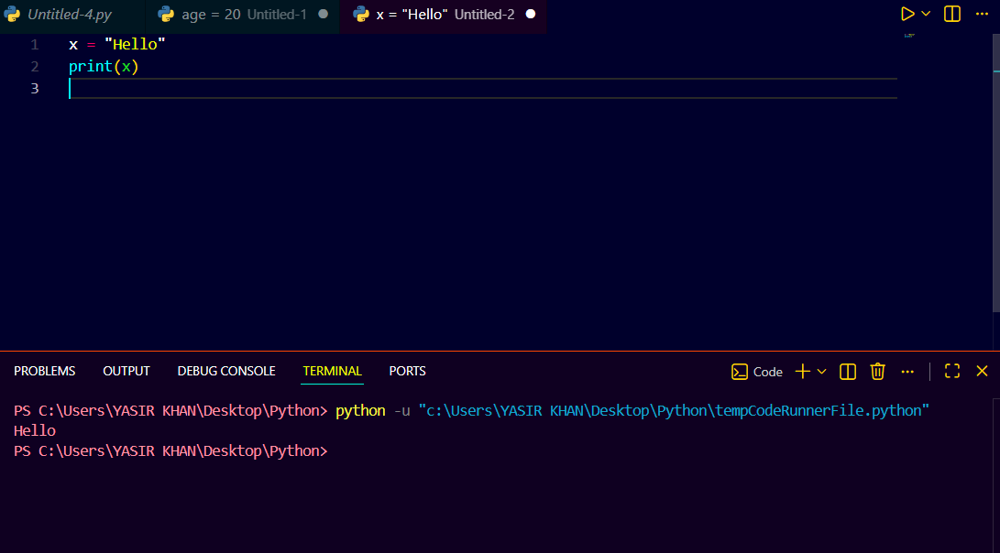 Untitled-4.py age = 20 Untitled-1 x = "Hello" Untitled-2
1 x = "Hello"
2 print(x)
3
PROBLEMS OUTPUT DEBUG CONSOLE TERMINAL PORTS Code
PS C:\Users\YASIR KHAN\Desktop\Python> python -u "c:\Users\YASIR KHAN\Desktop\Python\tempCodeRunnerFile.python"
Hello
PS C:\Users\YASIR KHAN\Desktop\Python>